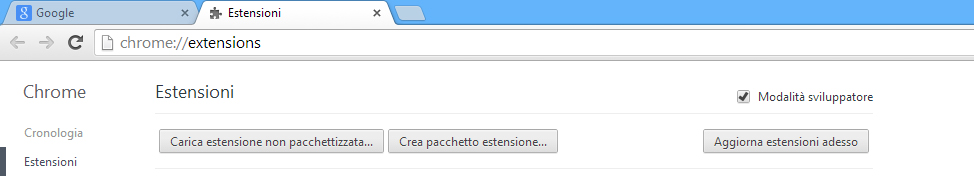 Google
Estensioni
chrome://extensions
Chrome
Estensioni
Modalità sviluppatore
Cronologia
Carica estensione non pacchettizzata...
Crea pacchetto estensione...
Aggiorna estensioni adesso
Estensioni